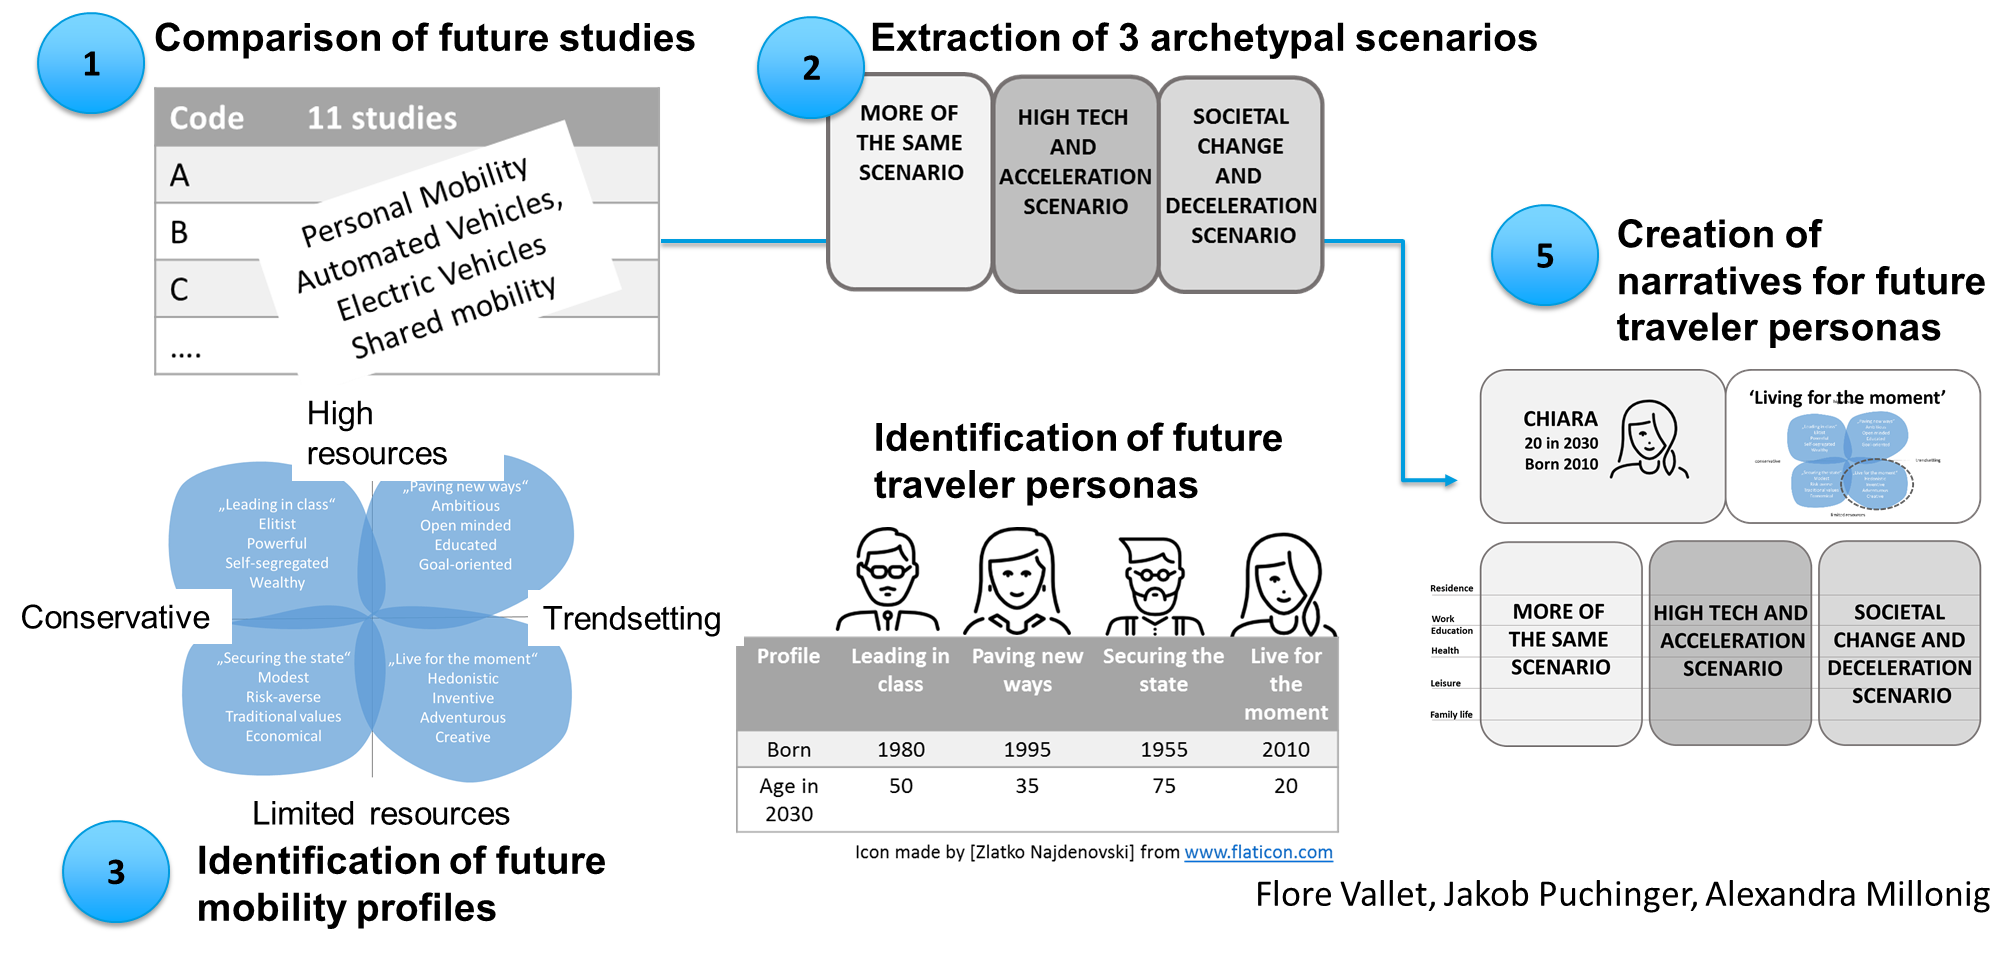 1
Comparison of future studies
Code 11 studies
A
B
C
....
Personal Mobility
Automated Vehicles,
Electric Vehicles
Shared mobility
2
Extraction of 3 archetypal scenarios
MORE OF
THE SAME
SCENARIO
HIGH TECH
AND
ACCELERATION
SCENARIO
SOCIETAL
CHANGE
AND
DECELERATION
SCENARIO
High
resources
„Leading in class“
Elitist
Powerful
Self-segregated
Wealthy
„Paving new ways“
Ambitious
Open minded
Educated
Goal-oriented
Conservative
Trendsetting
„Securing the state“
Modest
Risk-averse
Traditional values
Economical
„Live for the moment“
Hedonistic
Inventive
Adventurous
Creative
Limited resources
3
Identification of future
mobility profiles
Identification of future
traveler personas
Profile Leading in class Paving new ways Securing the state Live for the moment
Born 1980 1995 1955 2010
Age in 2030 50 35 75 20
Icon made by [Zlatko Najdenovski] from www.flaticon.com
5
Creation of
narratives for future
traveler personas
CHIARA
20 in 2030
Born 2010
‘Living for the moment’
Residence
Work
Education
Health
Leisure
Family life
MORE OF
THE SAME
SCENARIO
HIGH TECH AND
ACCELERATION
SCENARIO
SOCIETAL
CHANGE AND
DECELERATION
SCENARIO
Flore Vallet, Jakob Puchinger, Alexandra Millonig